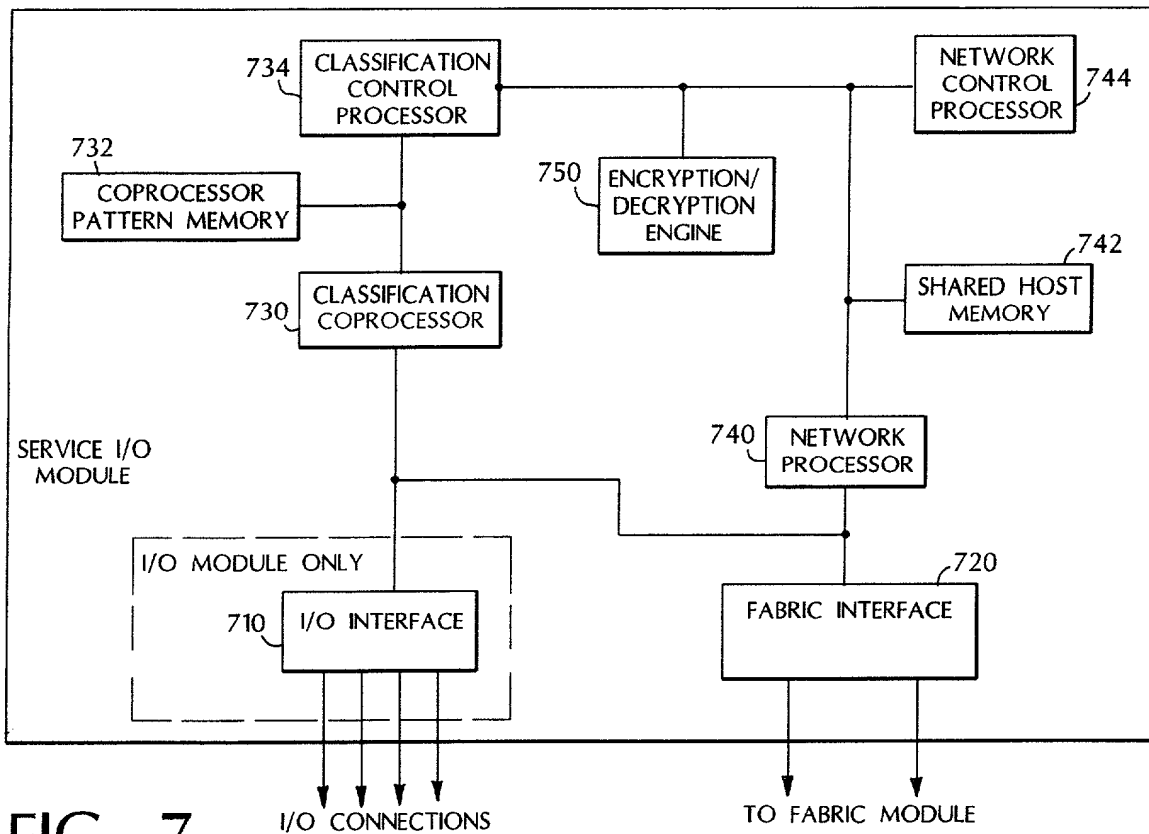 734
CLASSIFICATION
CONTROL
PROCESSOR
NETWORK
CONTROL
PROCESSOR
744
732
COPROCESSOR
PATTERN MEMORY
750
ENCRYPTION/
DECRYPTION
ENGINE
742
SHARED HOST
MEMORY
730
CLASSIFICATION
COPROCESSOR
SERVICE I/O
MODULE
740
NETWORK
PROCESSOR
I/O MODULE ONLY
710
I/O INTERFACE
720
FABRIC INTERFACE
I/O CONNECTIONS
TO FABRIC MODULE
FIG. 7